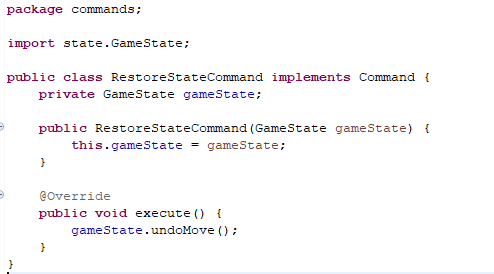 package commands;
import state.GameState;
public class RestoreStateCommand implements Command {
private GameState gameState;
public RestoreStateCommand(GameState gameState) {
this.gameState = gameState;
}
@Override
public void execute() {
gameState.undoMove();
}
}